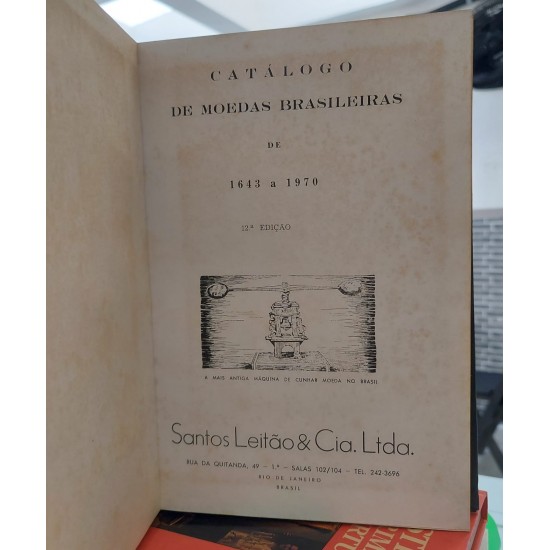 CATÁLOGO
DE MOEDAS BRASILEIRAS
DE
1643 a 1970
12.ª EDIÇÃO
A MAIS ANTIGA MÁQUINA DE CUNHAR MOEDA NO BRASIL
Santos Leitão & Cia. Ltda.
RUA DA QUITANDA, 49 - 1.º - SALAS 102/104 - TEL. 242-3696
RIO DE JANEIRO
BRASIL